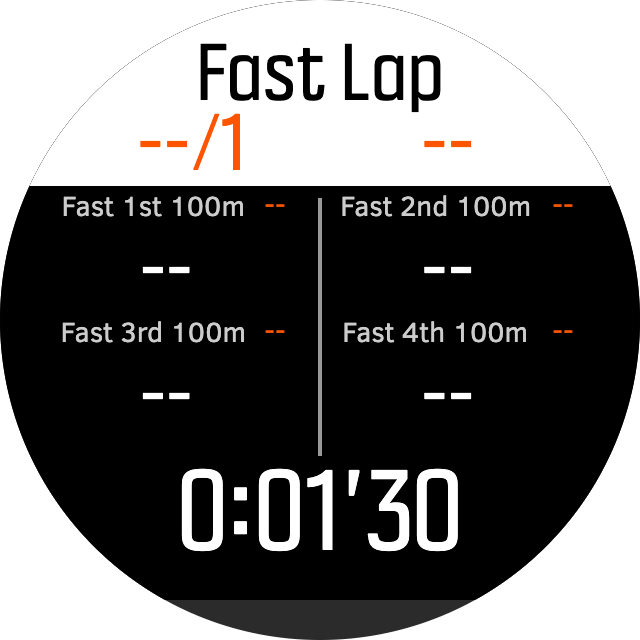 Fast Lap
--/1 --
Fast 1st 100m -- Fast 2nd 100m --
-- --
Fast 3rd 100m -- Fast 4th 100m --
-- --
0:01'30